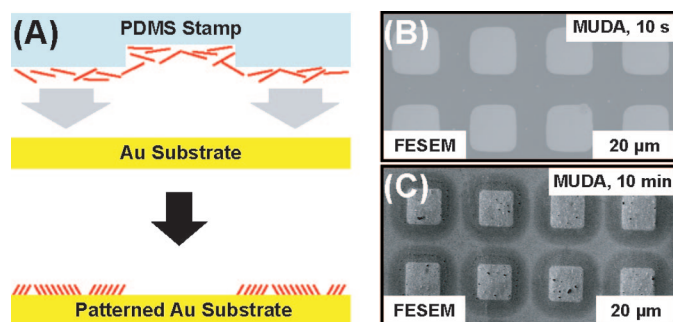 (A)
PDMS Stamp
Au Substrate
Patterned Au Substrate
(B)
MUDA, 10 s
FESEM
20 µm
(C)
MUDA, 10 min
FESEM
20 µm